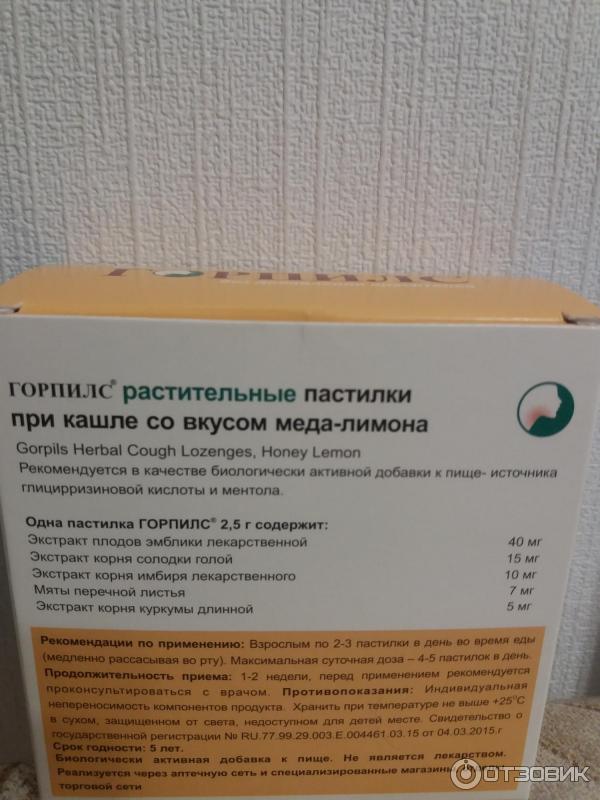 ГОРПИЛС
ГОРПИЛС® растительные пастилки
при кашле со вкусом меда-лимона
Gorpils Herbal Cough Lozenges, Honey Lemon
Рекомендуется в качестве биологически активной добавки к пище- источника
глицирризиновой кислоты и ментола.
Одна пастилка ГОРПИЛС® 2,5 г содержит:
Экстракт плодов эмблики лекарственной 40 мг
Экстракт корня солодки голой 15 мг
Экстракт корня имбиря лекарственного 10 мг
Мяты перечной листья 7 мг
Экстракт корня куркумы длинной 5 мг
Рекомендации по применению: Взрослым по 2-3 пастилки в день во время еды
(медленно рассасывая во рту). Максимальная суточная доза – 4-5 пастилок в день.
Продолжительность приема: 1-2 недели, перед применением рекомендуется
проконсультироваться с врачом. Противопоказания: Индивидуальная
непереносимость компонентов продукта. Хранить при температуре не выше +25°С
в сухом, защищенном от света, недоступном для детей месте. Свидетельство о
государственной регистрации № RU.77.99.29.003.Е.004461.03.15 от 04.03.2015.г
Срок годности: 5 лет.
Биологически активная добавка к пище. Не является лекарством.
Реализуется через аптечную сеть и специализированные магазины,
торговой сети
ОТЗОВИК